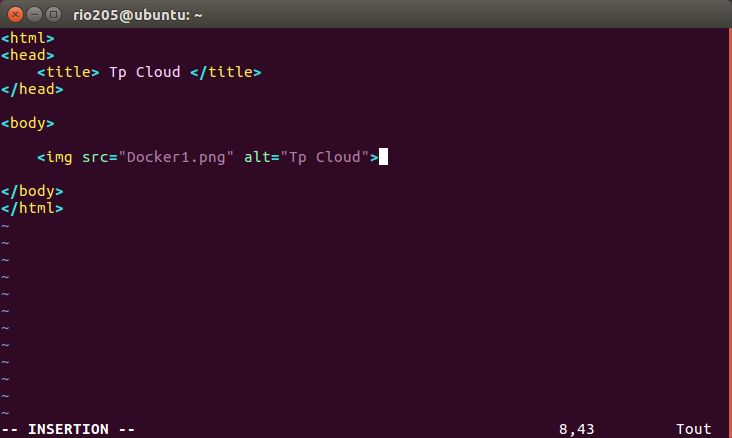 rio205@ubuntu: ~
<html>
<head>
    <title> Tp Cloud </title>
</head>

<body>

    <img src="Docker1.png" alt="Tp Cloud">

</body>
</html>
~
~
~
~
~
~
~
~
~
~
~
~
-- INSERTION -- 8,43 Tout